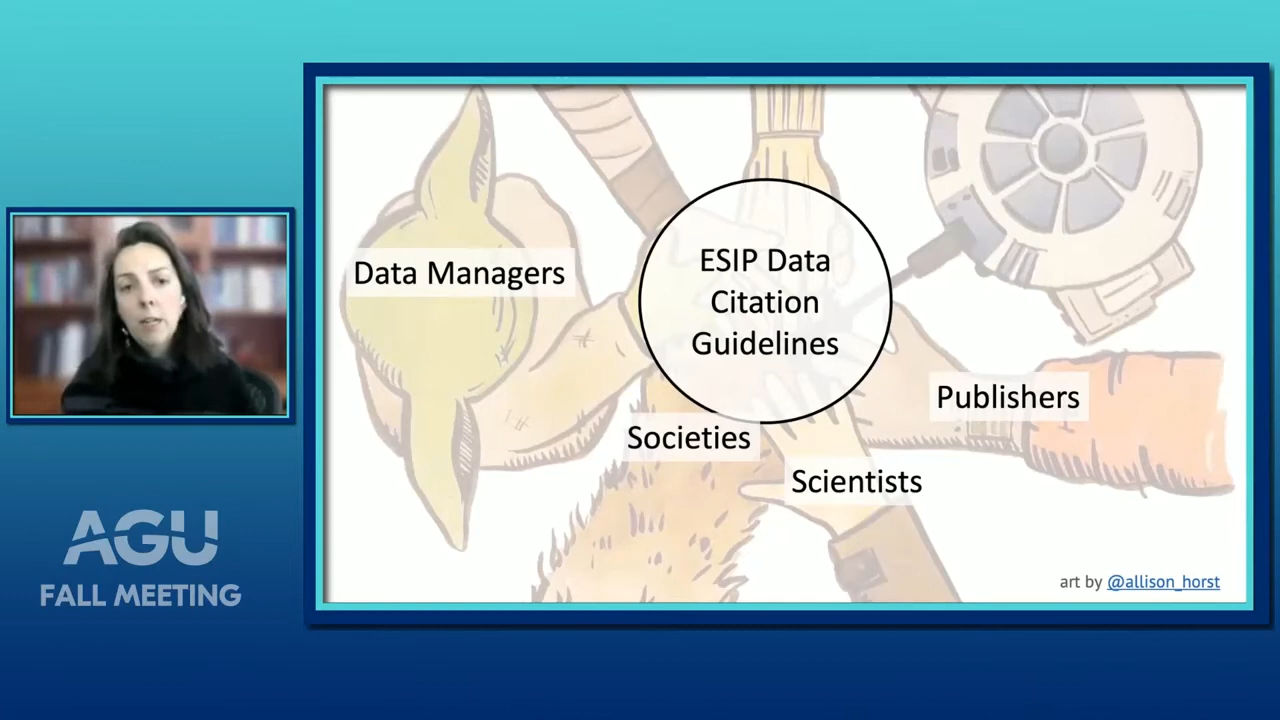 AGU
FALL MEETING
ESIP Data
Citation
Guidelines
Data Managers
Publishers
Societies
Scientists
art by @allison_horst